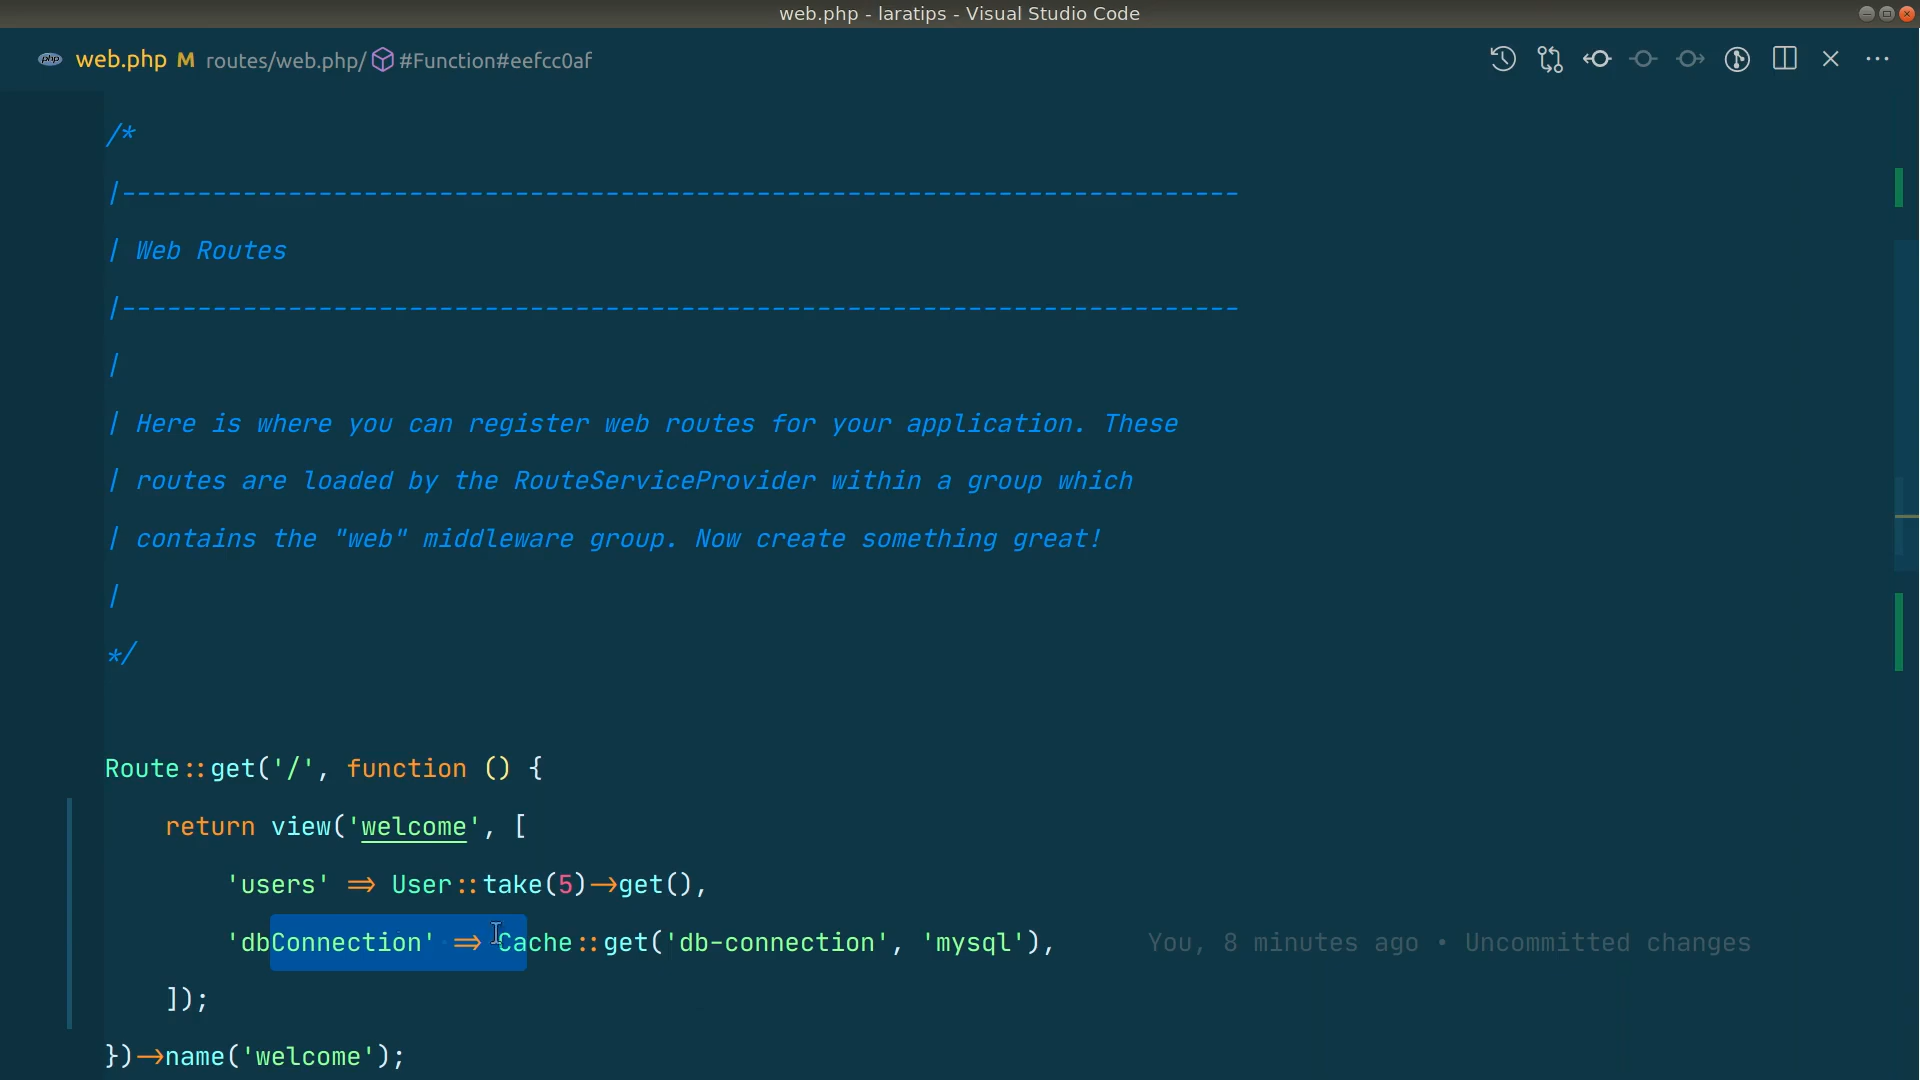 web.php - laratips - Visual Studio Code
php web.php M routes/web.php/ #Function#eefcc0af
/*
|--------------------------------------------------------------------------
| Web Routes
|--------------------------------------------------------------------------
|
| Here is where you can register web routes for your application. These
| routes are loaded by the RouteServiceProvider within a group which
| contains the "web" middleware group. Now create something great!
|
*/
Route::get('/', function () {
return view('welcome', [
'users' => User::take(5)->get(),
'dbConnection' => Cache::get('db-connection', 'mysql'), You, 8 minutes ago • Uncommitted changes
]);
})->name('welcome');